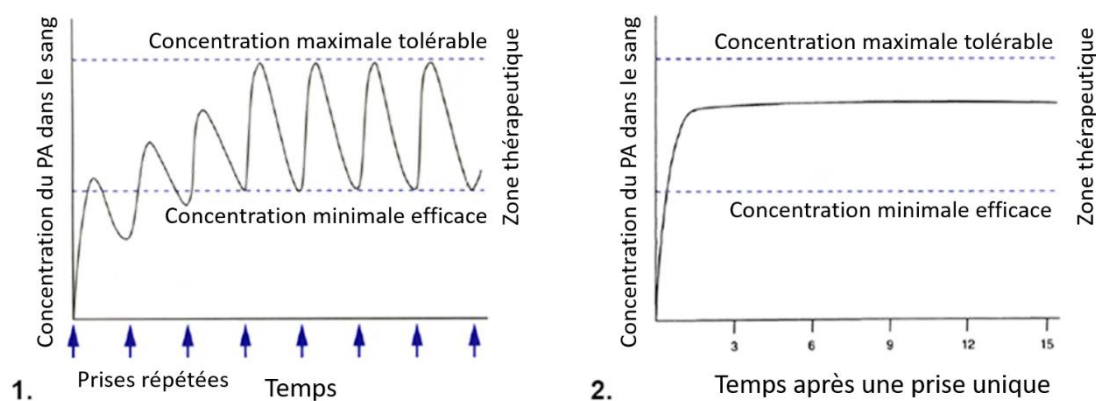 Concentration du PA dans le sang
Concentration maximale tolérable
Concentration minimale efficace
Zone thérapeutique
Prises répétées
Temps
1.
Concentration du PA dans le sang
Concentration maximale tolérable
Concentration minimale efficace
Zone thérapeutique
3 6 9 12 15
2.
Temps après une prise unique